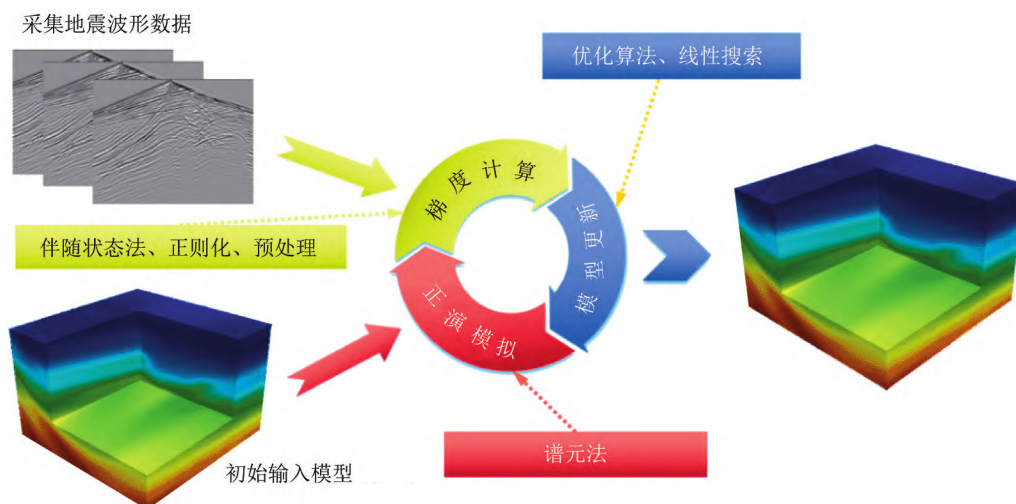 采集地震波形数据
优化算法、线性搜索
梯度计算
模型更新
伴随状态法、正则化、预处理
正演模拟
谱元法
初始输入模型